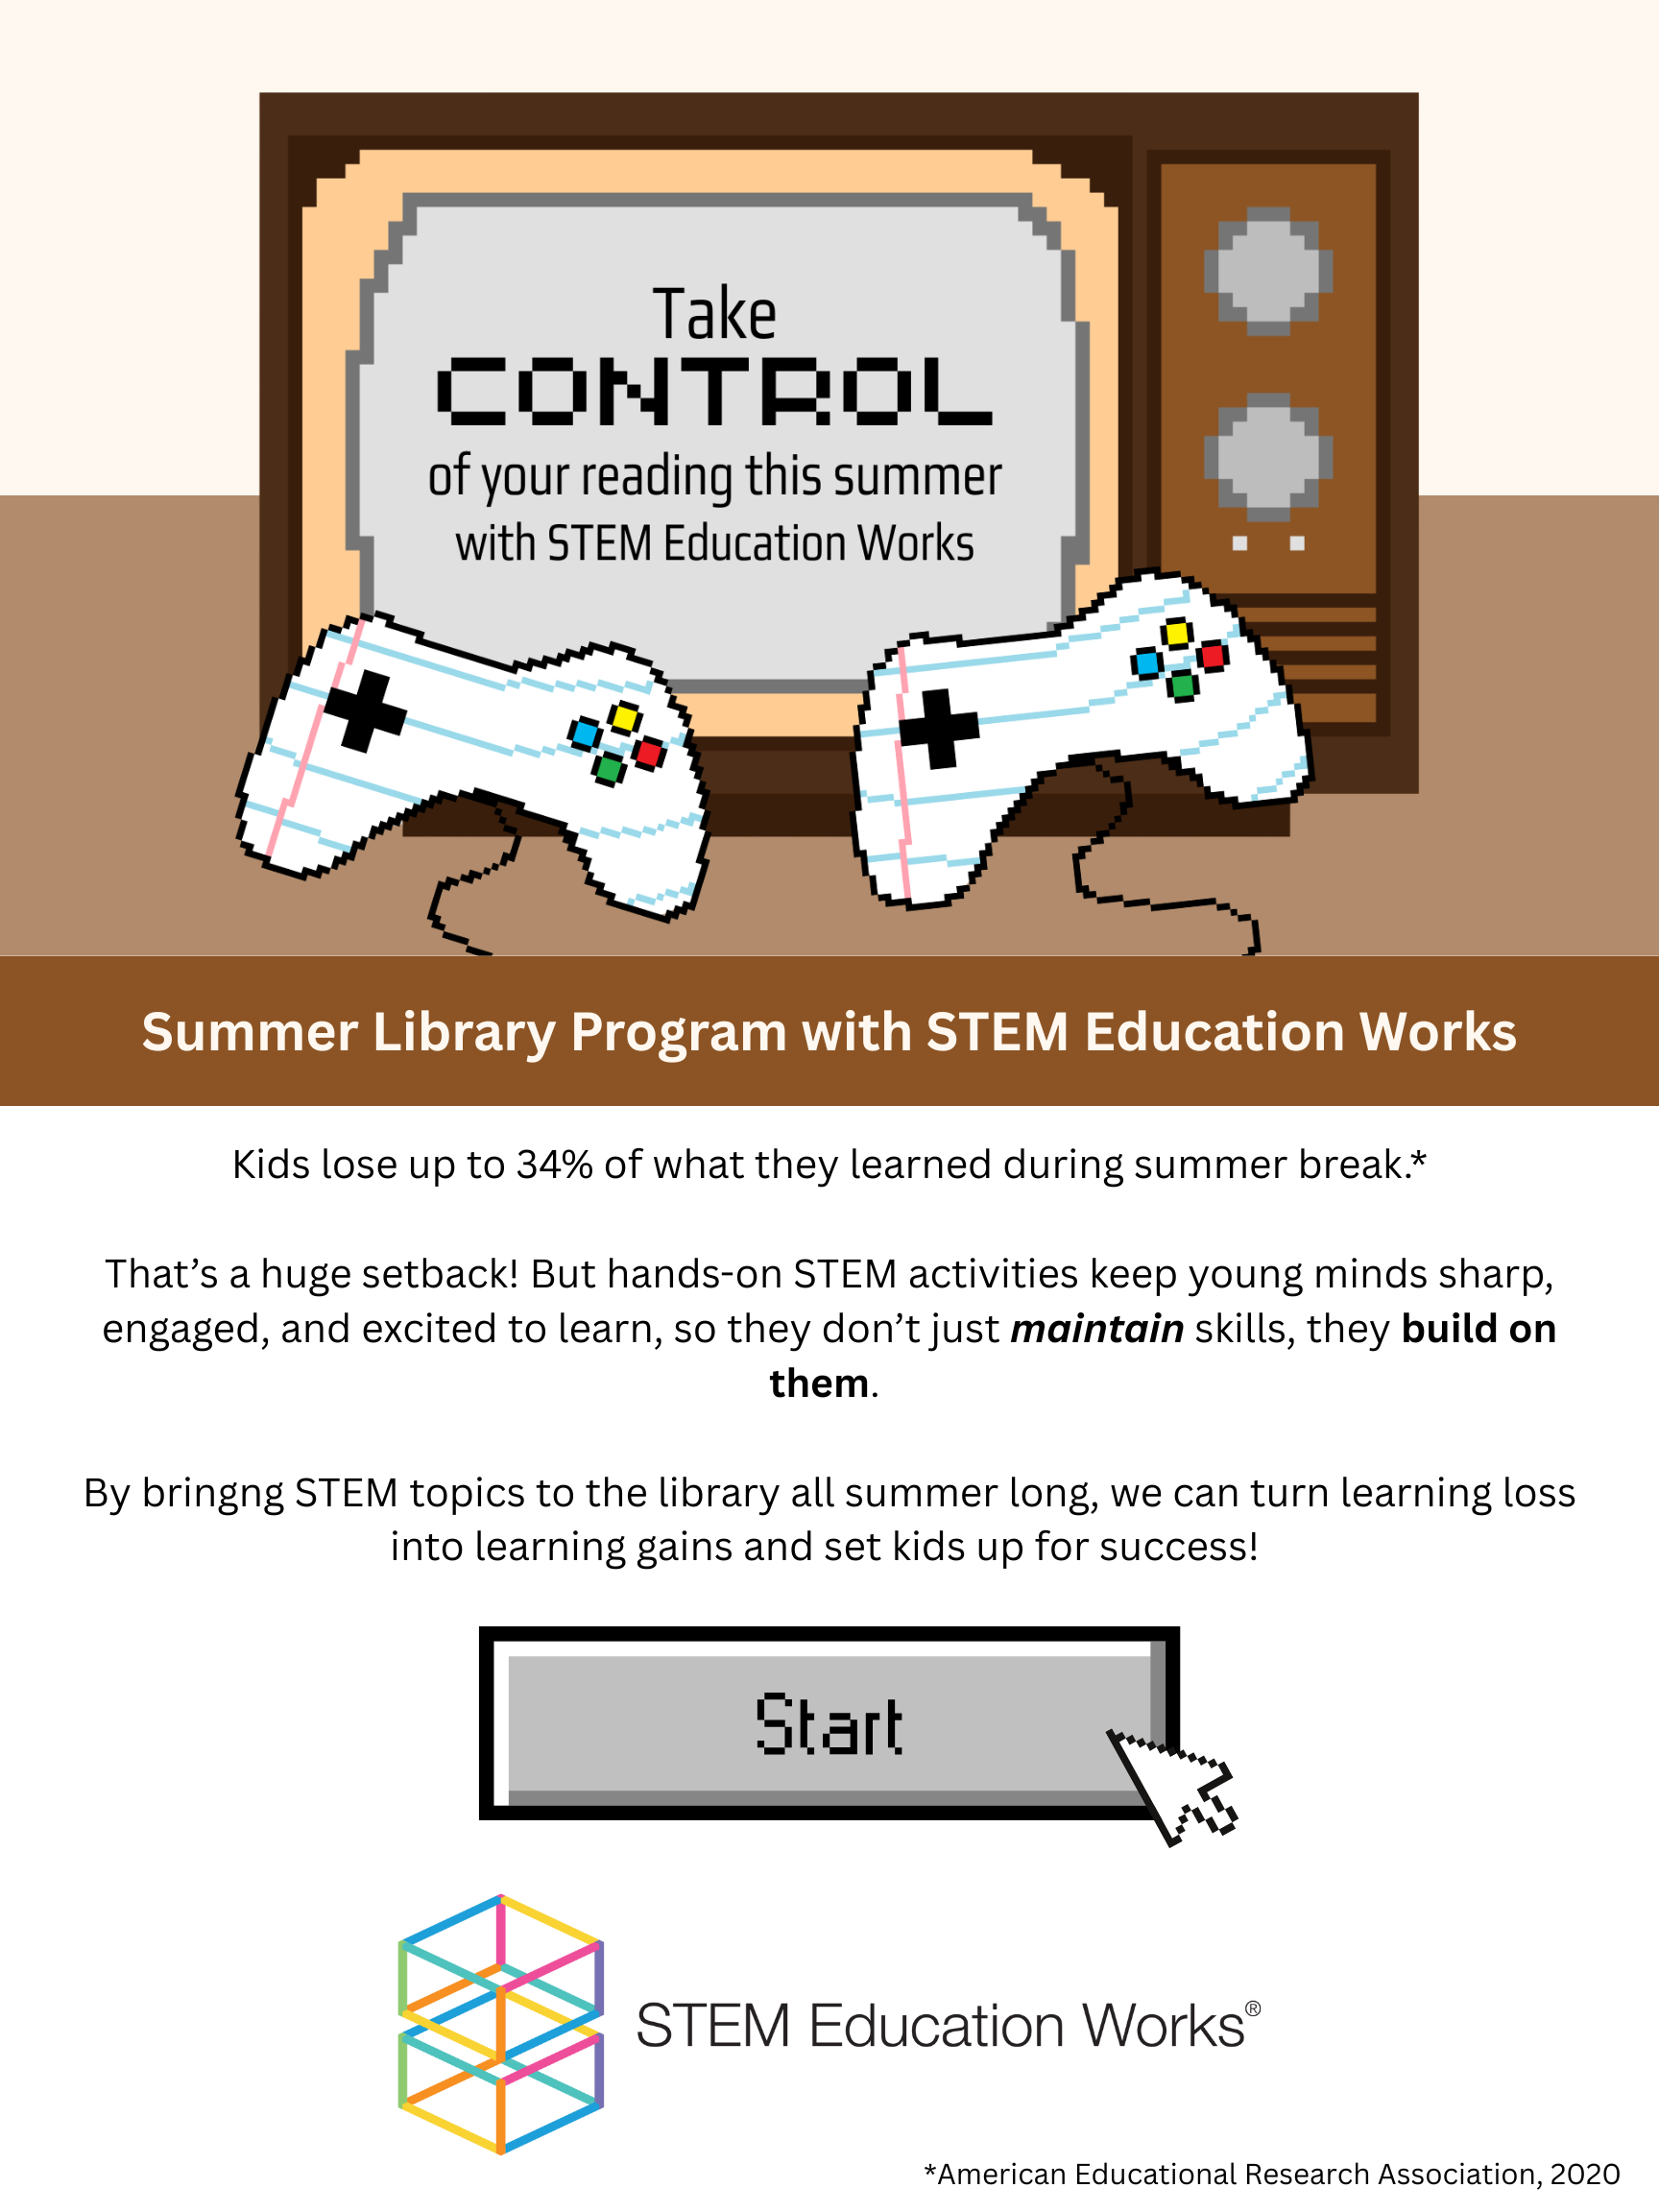 Take
CONTROL
of your reading this summer
with STEM Education Works
Summer Library Program with STEM Education Works
Kids lose up to 34% of what they learned during summer break.*
That’s a huge setback! But hands-on STEM activities keep young minds sharp,
engaged, and excited to learn, so they don’t just maintain skills, they build on
them.
By bringng STEM topics to the library all summer long, we can turn learning loss
into learning gains and set kids up for success!
Start
STEM Education Works®
*American Educational Research Association, 2020